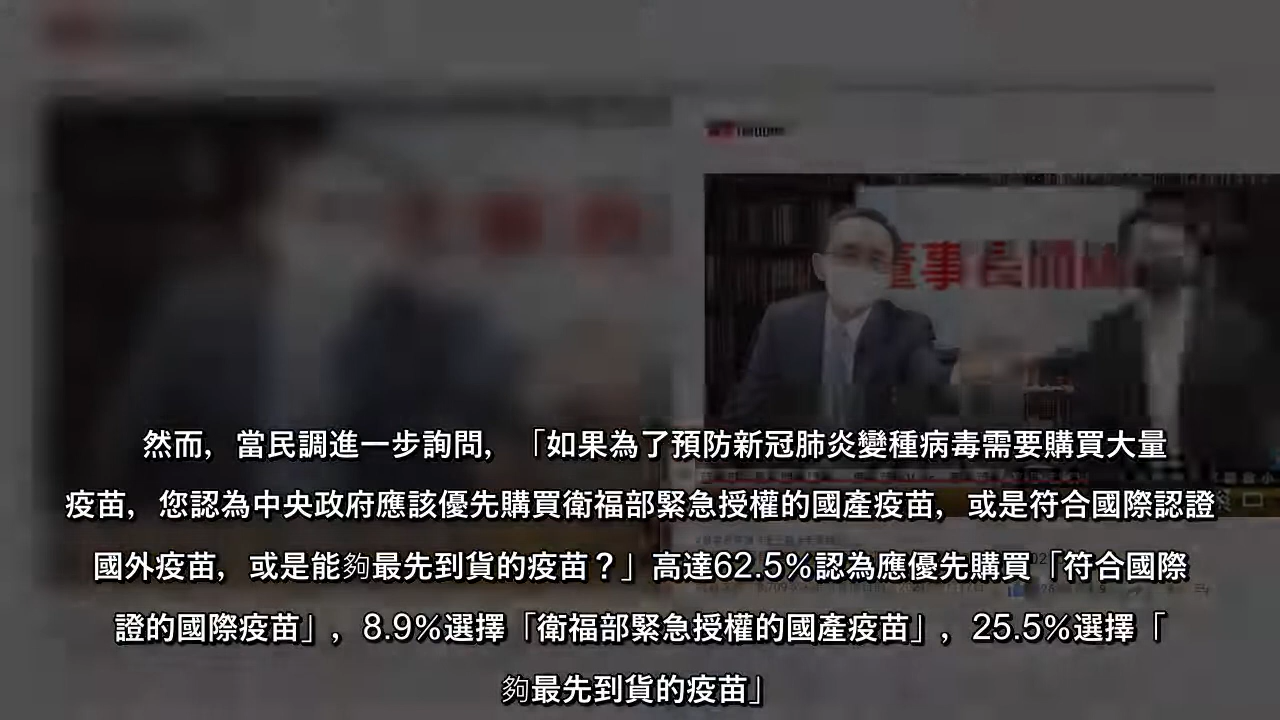 董事長
然而，當民調進一步詢問，「如果為了預防新冠肺炎變種病毒需要購買大量
疫苗，您認為中央政府應該優先購買衛福部緊急授權的國產疫苗，或是符合國際認證
國外疫苗，或是能夠最先到貨的疫苗？」高達62.5%認為應優先購買「符合國際
證的國際疫苗」，8.9%選擇「衛福部緊急授權的國產疫苗」，25.5%選擇「
夠最先到貨的疫苗」